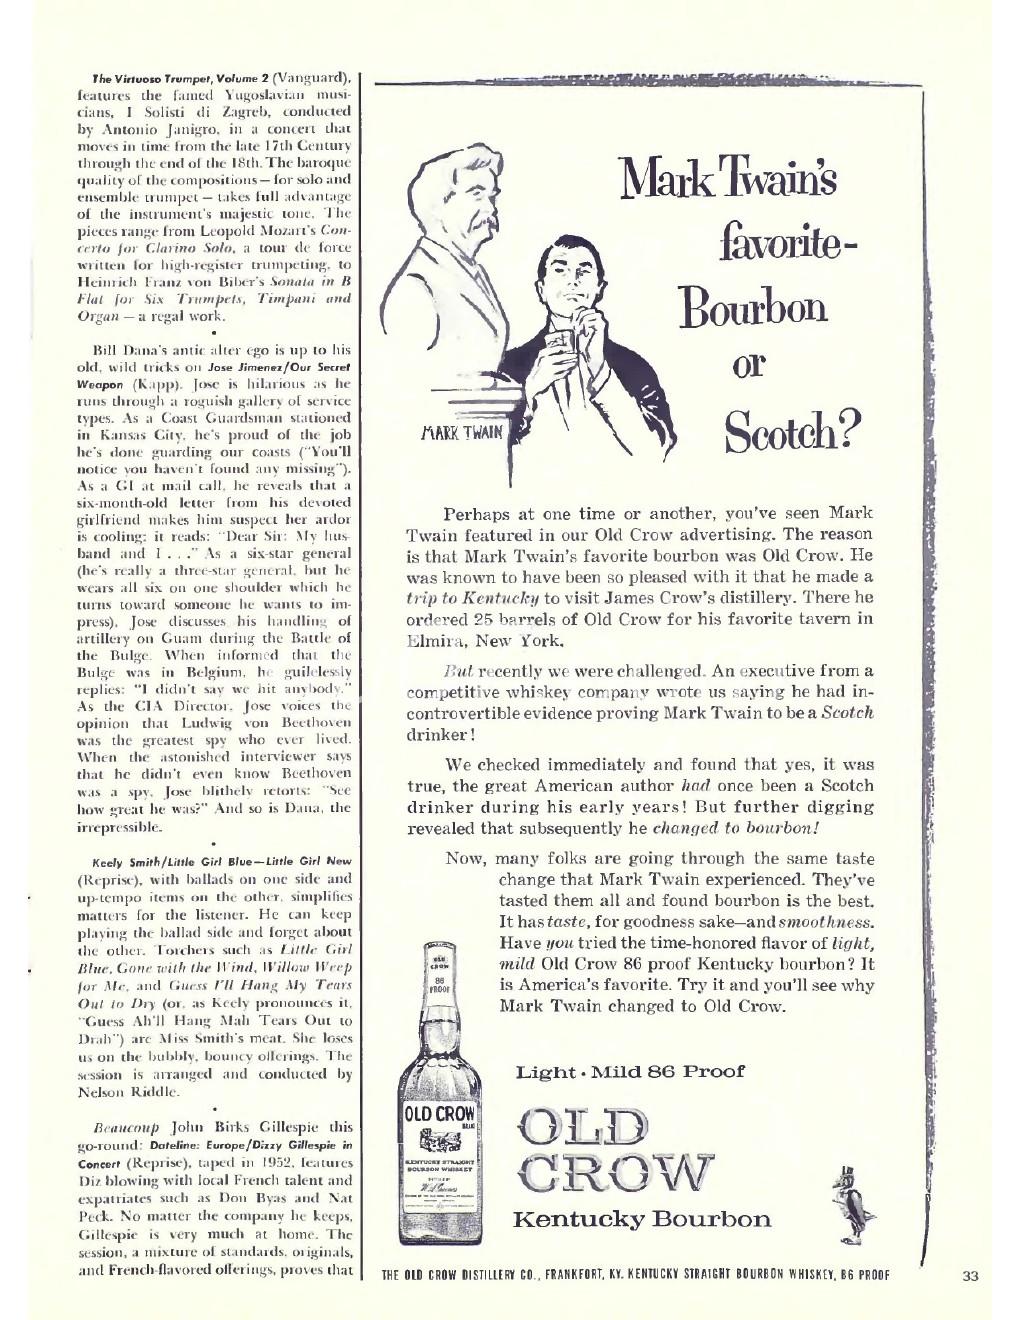 The Virtuoso Trumpet, Volume 2 (Vanguard),
features the famed Yugoslavian musi-
cians, I Solisti di Zagreb, conducted
by Antonio Janigro, in a concert that
moves in time from the late 17th Century
through the end of the 18th. The baroque
quality of the compositions — for solo and
ensemble trumpet — takes full advantage
of the instrument's majestic tone. The
pieces range from Leopold Mozart's Con-
certo for Clarino Solo, a tour de force
written for high-register trumpeting, to
Heinrich Franz von Biber's Sonata in B
Flat for Six Trumpets, Timpani and
Organ — a regal work.
•
Bill Dana's antic alter ego is up to his
old, wild tricks on Jose Jimenez/Our Secret
Weapon (Kapp). Jose is hilarious as he
runs through a roguish gallery of service
types. As a Coast Guardsman stationed
in Kansas City, he's proud of the job
he's done guarding our coasts ("You'll
notice you haven't found any missing").
As a GI at mail call, he reveals that a
six-month-old letter from his devoted
girlfriend makes him suspect her ardor
is cooling; it reads: "Dear Sir: My hus-
band and I . . ." As a six-star general
(he's really a three-star general, but he
wears all six on one shoulder which he
turns toward someone he wants to im-
press), Jose discusses his handling of
artillery on Guam during the Battle of
the Bulge. When informed that the
Bulge was in Belgium, he guilelessly
replies: "I didn't say we hit anybody."
As the CIA Director, Jose voices the
opinion that Ludwig von Beethoven
was the greatest spy who ever lived.
When the astonished interviewer says
that he didn't even know Beethoven
was a spy, Jose blithely retorts: "See
how great he was?" And so is Dana, the
irrepressible.
•
Keely Smith/Little Girl Blue—Little Girl New
(Reprise), with ballads on one side and
up-tempo items on the other, simplifies
matters for the listener. He can keep
playing the ballad side and forget about
the other. Torchers such as Little Girl
Blue, Gone with the Wind, Willow Weep
for Me, and Guess I'll Hang My Tears
Out to Dry (or, as Keely pronounces it,
"Guess Ah'll Hang Mah Tears Out to
Drah") are Miss Smith's meat. She loses
us on the bubbly, bouncy offerings. The
session is arranged and conducted by
Nelson Riddle.
•
Beaucoup John Birks Gillespie this
go-round: Dateline: Europe/Dizzy Gillespie in
Concert (Reprise), taped in 1952, features
Diz blowing with local French talent and
expatriates such as Don Byas and Nat
Peck. No matter the company he keeps,
Gillespie is very much at home. The
session, a mixture of standards, originals,
and French-flavored offerings, proves that
MARK TWAIN
Mark Twain's
favorite-
Bourbon
or
Scotch?
Perhaps at one time or another, you've seen Mark
Twain featured in our Old Crow advertising. The reason
is that Mark Twain's favorite bourbon was Old Crow. He
was known to have been so pleased with it that he made a
trip to Kentucky to visit James Crow's distillery. There he
ordered 25 barrels of Old Crow for his favorite tavern in
Elmira, New York.
But recently we were challenged. An executive from a
competitive whiskey company wrote us saying he had in-
controvertible evidence proving Mark Twain to be a Scotch
drinker!
We checked immediately and found that yes, it was
true, the great American author had once been a Scotch
drinker during his early years! But further digging
revealed that subsequently he changed to bourbon!
Now, many folks are going through the same taste
change that Mark Twain experienced. They've
tasted them all and found bourbon is the best.
It has taste, for goodness sake—and smoothness.
Have you tried the time-honored flavor of light,
mild Old Crow 86 proof Kentucky bourbon? It
is America's favorite. Try it and you'll see why
Mark Twain changed to Old Crow.
OLD
CROW
86
PROOF
OLD CROW
KENTUCKY STRAIGHT
BOURBON WHISKEY
Light • Mild 86 Proof
OLD
CROW
Kentucky Bourbon
THE OLD CROW DISTILLERY CO., FRANKFORT, KY. KENTUCKY STRAIGHT BOURBON WHISKEY, 86 PROOF
33